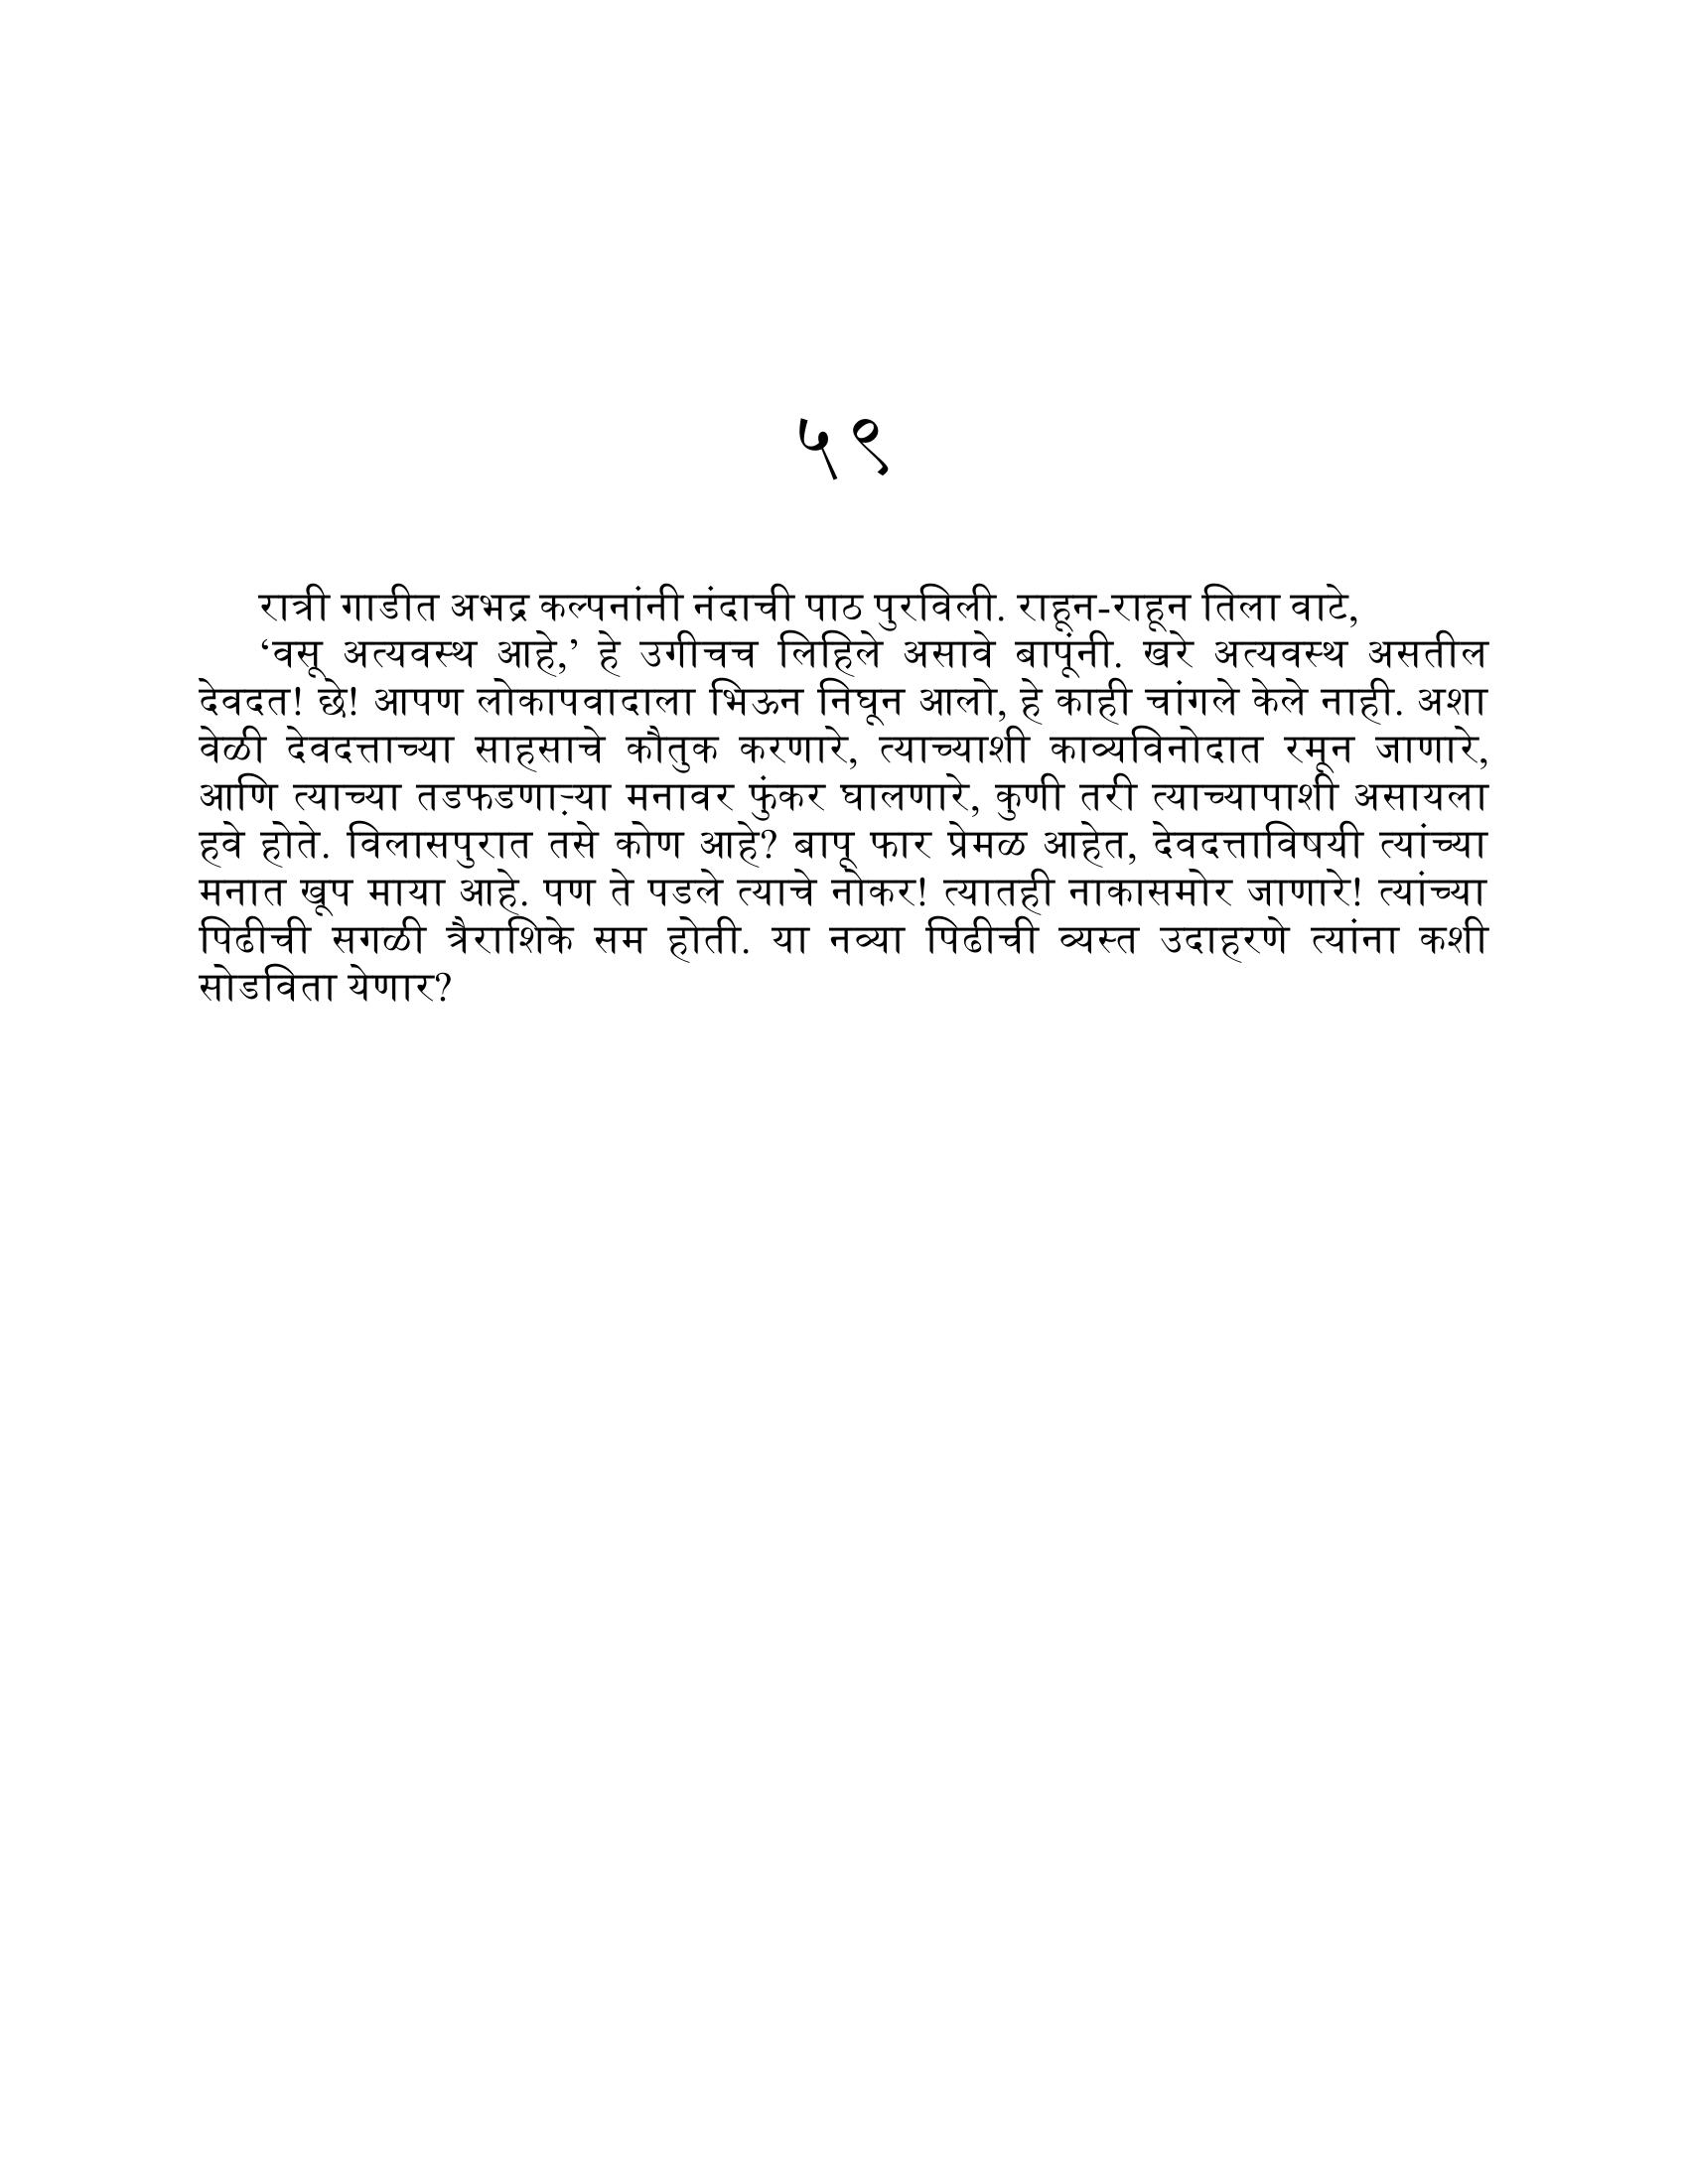 ५९
रात्री गाडीत अभद्र कल्पनांनी नंदाची पाठ पुरविली. राहून-राहून तिला वाटे,
‘वसू अत्यवस्थ आहे,’ हे उगीचच लिहिले असावे बापूंनी. खरे अत्यवस्थ असतील
देवदत! छे! आपण लोकापवादाला भिऊन निघून आलो, हे काही चांगले केले नाही. अशा
वेळी देवदत्ताच्या साहसाचे कौतुक करणारे, त्याच्याशी काव्यविनोदात रमून जाणारे,
आणि त्याच्या तडफडणाऱ्या मनावर फुंकर घालणारे, कुणी तरी त्याच्यापाशी असायला
हवे होते. विलासपुरात तसे कोण आहे? बापू फार प्रेमळ आहेत, देवदत्ताविषयी त्यांच्या
मनात खूप माया आहे. पण ते पडले त्याचे नोकर! त्यातही नाकासमोर जाणारे! त्यांच्या
पिढीची सगळी त्रैराशिके सम होती. या नव्या पिढीची व्यस्त उदाहरणे त्यांना कशी
सोडविता येणार?